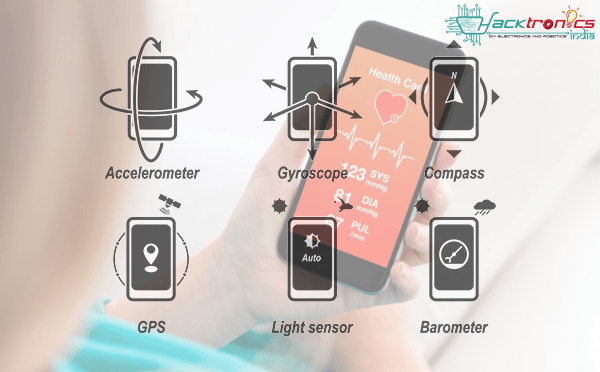 Hacktronics
india
DIY ELECTRONICS AND ROBOTICS
Health Care
N
Accelerometer
Gyroscope
Compass
123 SYS
mmHg
81 DIA
mmHg
PUL
/min
Auto
GPS
Light sensor
Barometer